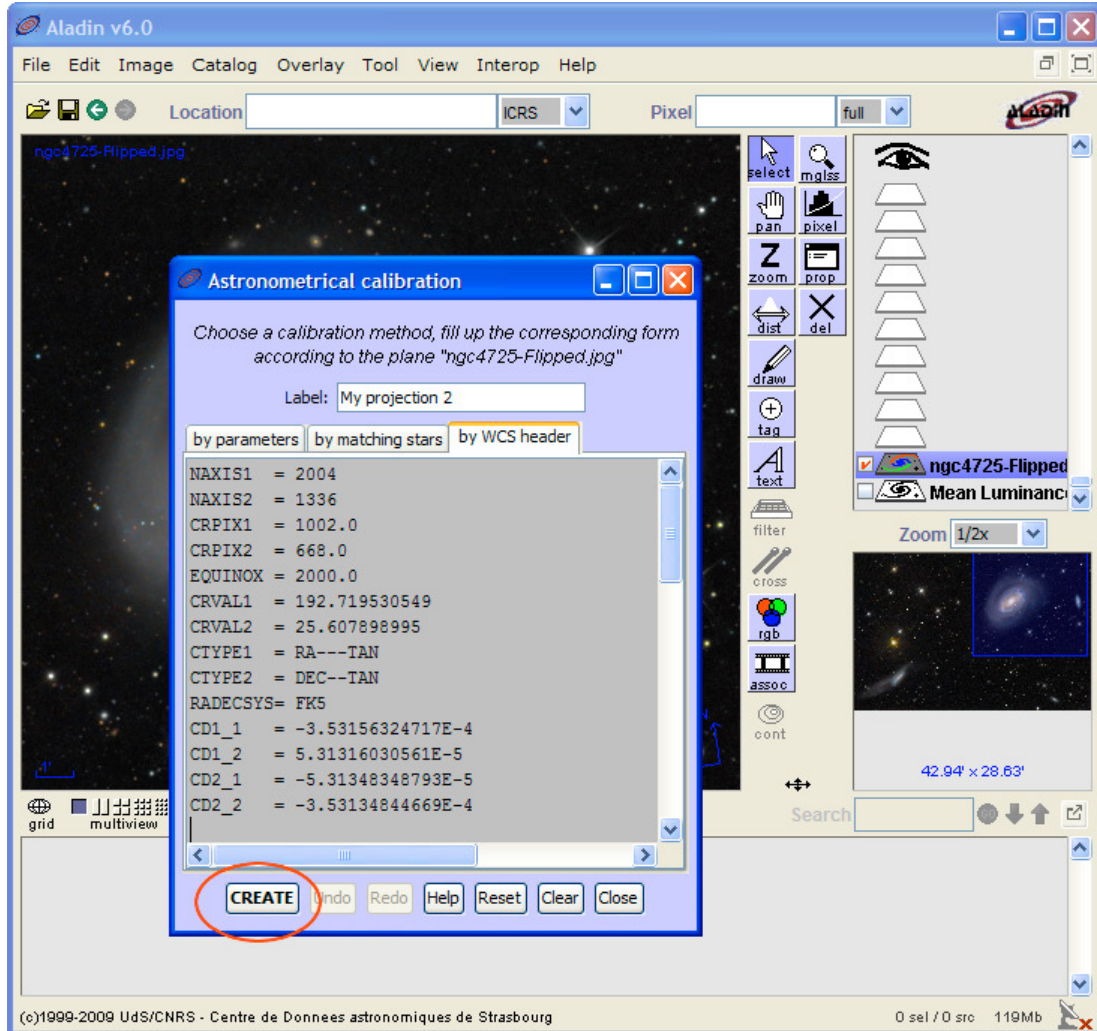 Aladin v6.0
File Edit Image Catalog Overlay Tool View Interop Help
Location ICRS Pixel full ALADIN
ngc4725-Flipped.jpg
select mglss
pan pixel
Z
zoom prop
dist del
draw
tag
A
text
filter
cross
rgb
assoc
cont
Astronometrical calibration
Choose a calibration method, fill up the corresponding form
according to the plane "ngc4725-Flipped.jpg"
Label: My projection 2
by parameters by matching stars by WCS header
NAXIS1 = 2004
NAXIS2 = 1336
CRPIX1 = 1002.0
CRPIX2 = 668.0
EQUINOX = 2000.0
CRVAL1 = 192.719530549
CRVAL2 = 25.607898995
CTYPE1 = RA---TAN
CTYPE2 = DEC--TAN
RADECSYS= FK5
CD1_1 = -3.53156324717E-4
CD1_2 = 5.31316030561E-5
CD2_1 = -5.31348348793E-5
CD2_2 = -3.53134844669E-4
CREATE Undo Redo Help Reset Clear Close
ngc4725-Flipped
Mean Luminanc
Zoom 1/2x
42.94' x 28.63'
N
1'
grid multiview
Search GO
(c)1999-2009 UdS/CNRS - Centre de Donnees astronomiques de Strasbourg 0 sel / 0 src 119Mb